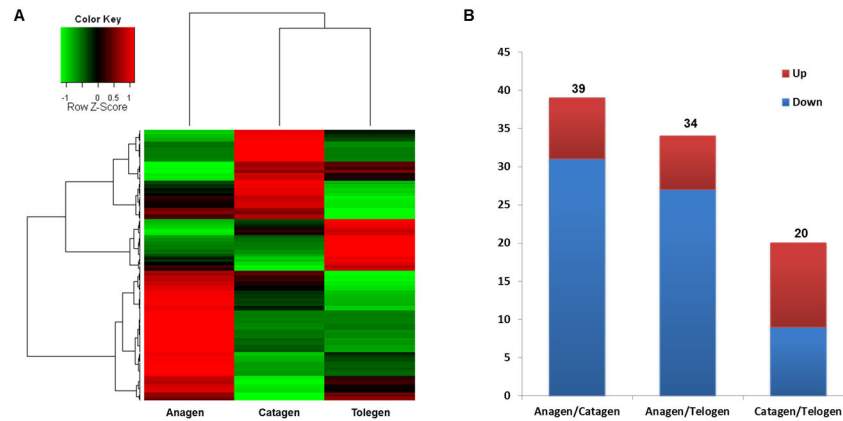 A
Color Key
-1 0 0.5 1
Row Z-Score
Anagen Catagen Tolegen
B
45
40
35
30
25
20
15
10
5
0
39
34
20
Up
Down
Anagen/Catagen Anagen/Telogen Catagen/Telogen